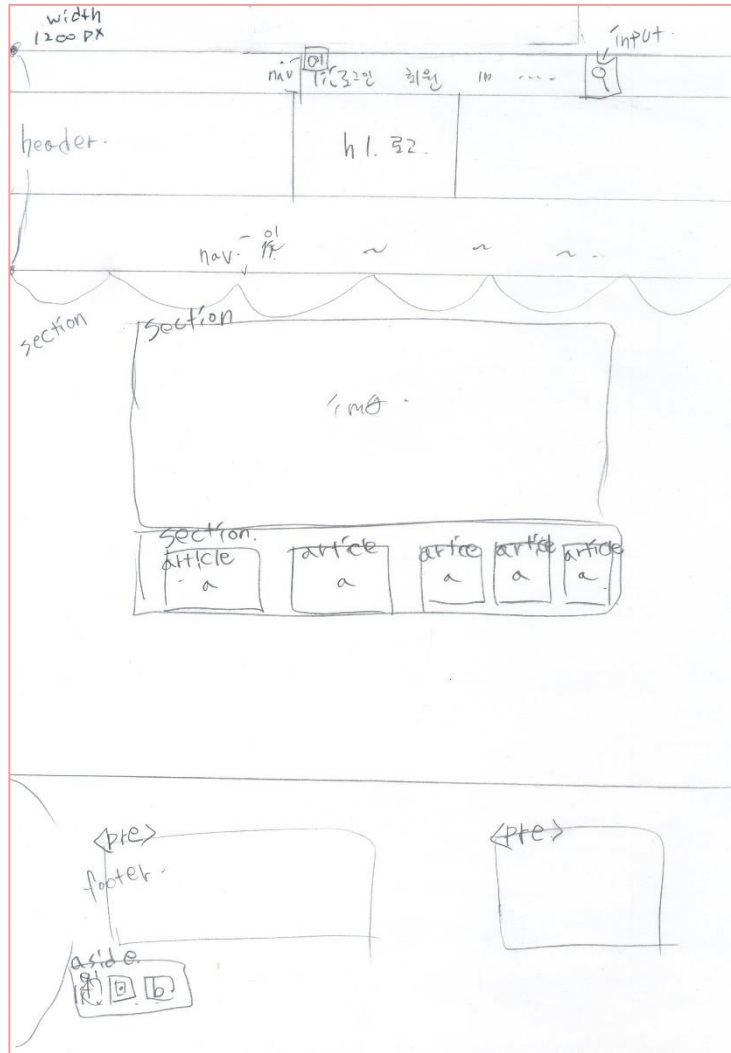 width
1200 px
input.
nav 로그인 회원 ....
header.
h1. 로고.
nav. ~ ~ ~..
section
section
img.
section.
article article artice article article
a a a a a
<pre> <pre>
footer.
aside.
b